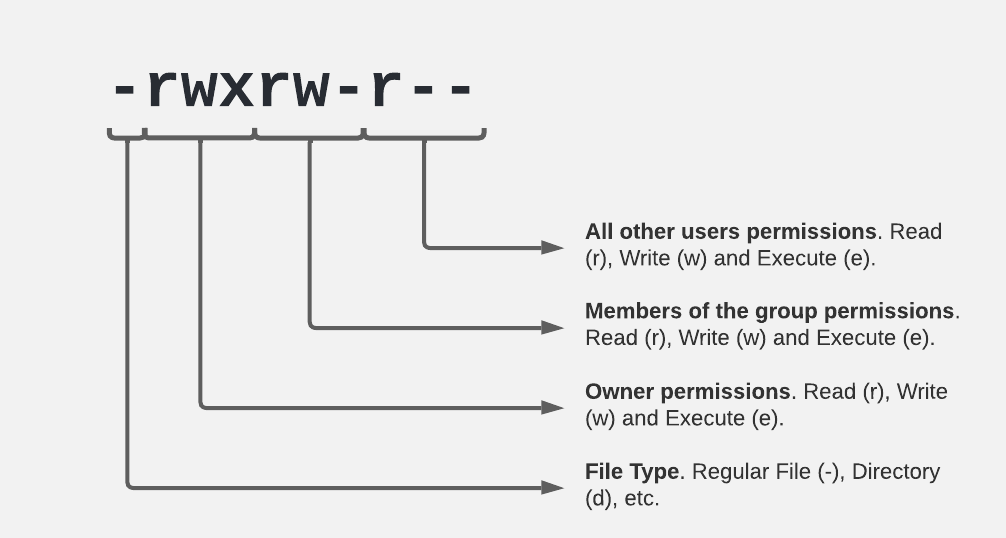 -rwxrw-r--
All other users permissions. Read
(r), Write (w) and Execute (e).
Members of the group permissions.
Read (r), Write (w) and Execute (e).
Owner permissions. Read (r), Write
(w) and Execute (e).
File Type. Regular File (-), Directory
(d), etc.